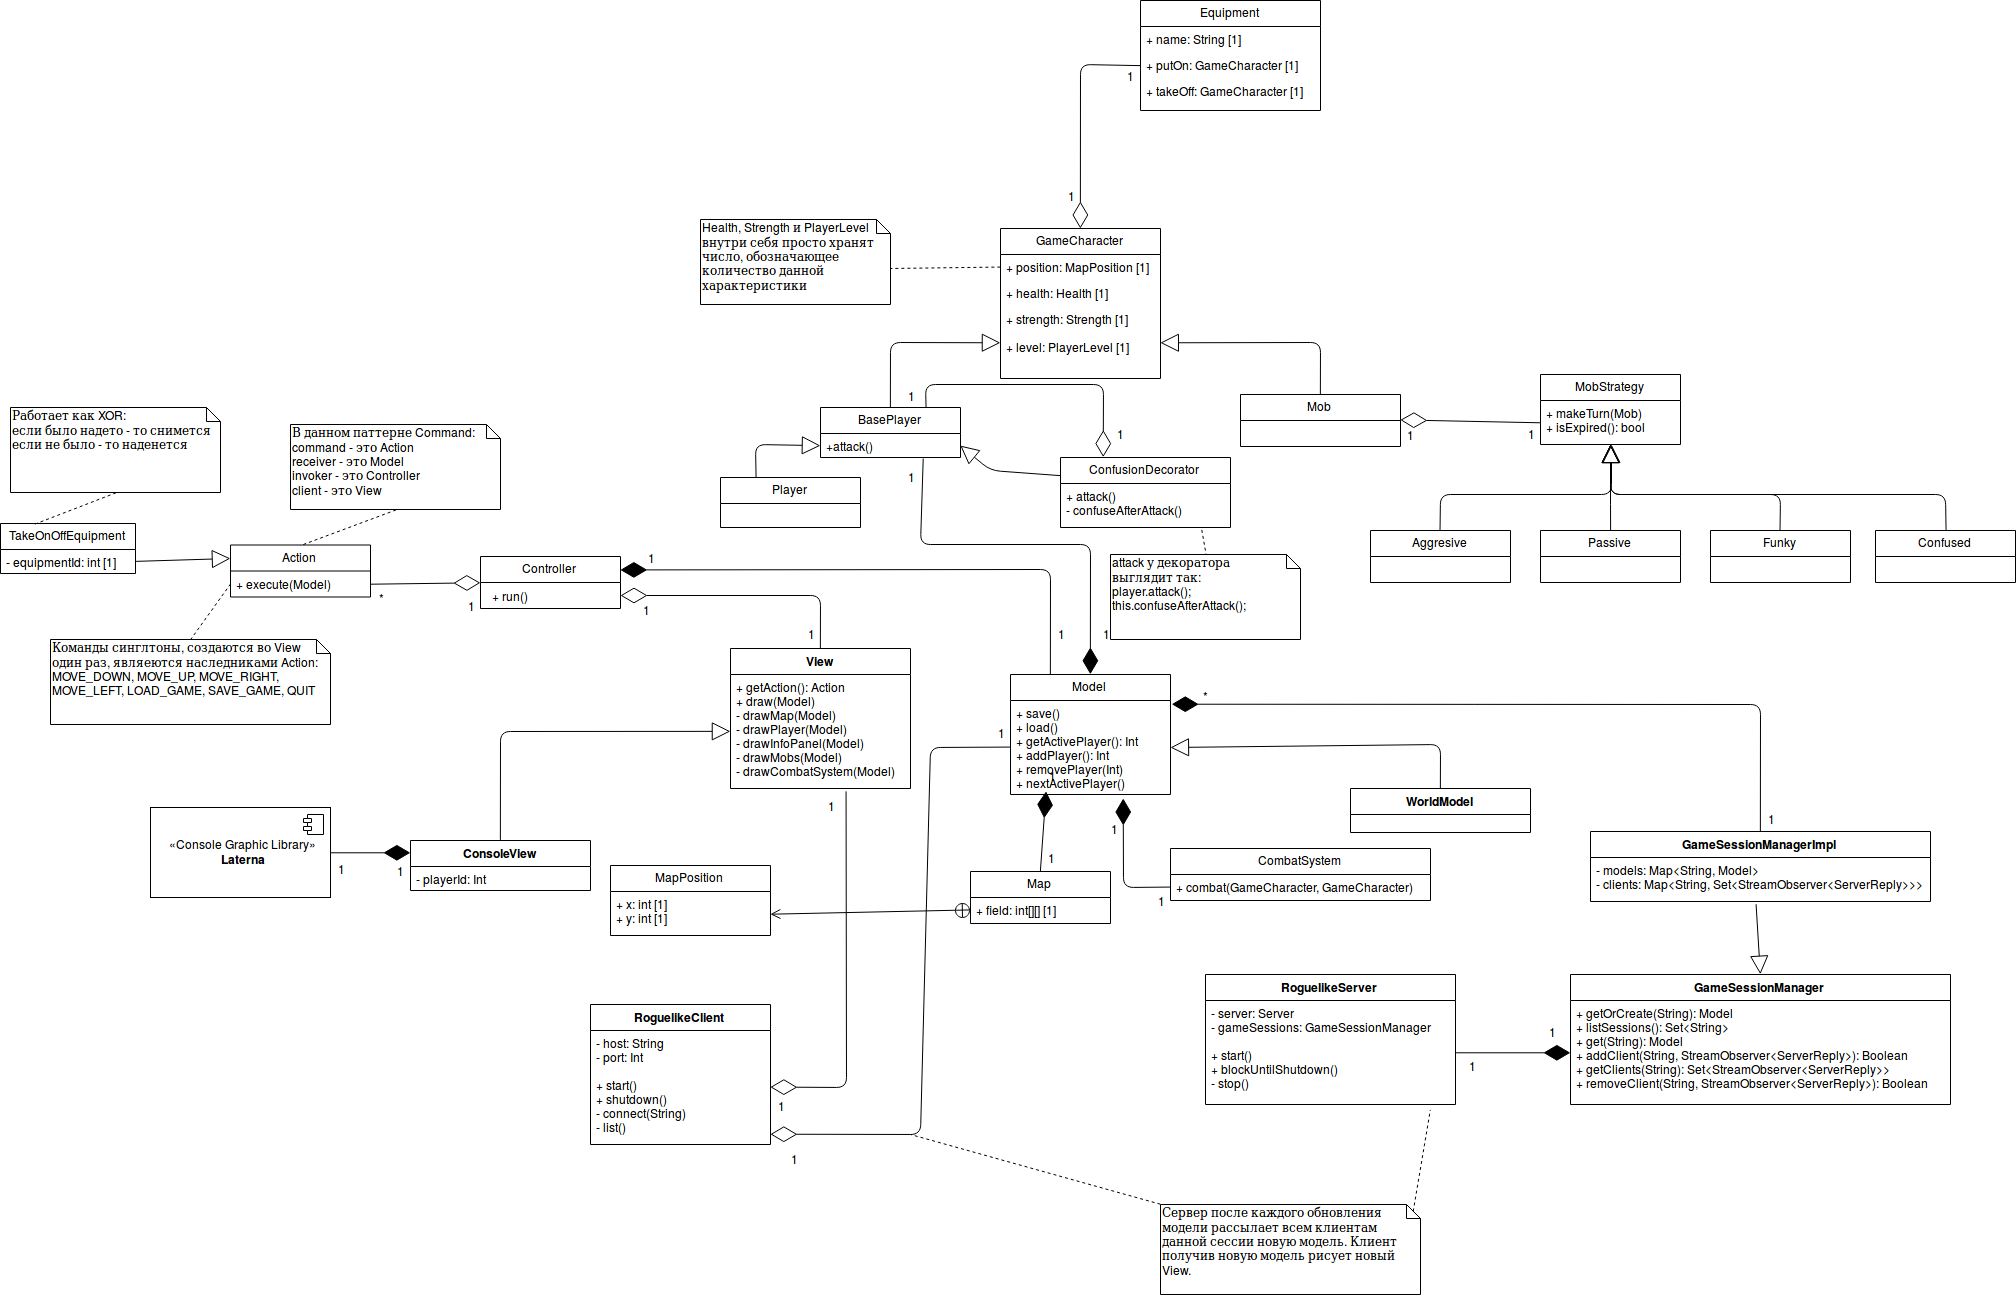 Equipment
+ name: String [1]
+ putOn: GameCharacter [1]
+ takeOff: GameCharacter [1]
1
1
Health, Strength и PlayerLevel
внутри себя просто хранят
число, обозначающее
количество данной
характеристики
GameCharacter
+ position: MapPosition [1]
+ health: Health [1]
+ strength: Strength [1]
+ level: PlayerLevel [1]
MobStrategy
+ makeTurn(Mob)
+ isExpired(): bool
Mob
1
1
1
BasePlayer
+attack()
1
1
Работает как XOR:
если было надето - то снимется
если не было - то наденется
В данном паттерне Command:
command - это Action
receiver - это Model
invoker - это Controller
client - это View
Player
ConfusionDecorator
+ attack()
- confuseAfterAttack()
Aggresive
Passive
Funky
Confused
TakeOnOffEquipment
- equipmentId: int [1]
Action
+ execute(Model)
*
1
Controller
+ run()
1
1
attack у декоратора
выглядит так:
player.attack();
this.confuseAfterAttack();
Команды синглтоны, создаются во View
один раз, являеются наследниками Action:
MOVE_DOWN, MOVE_UP, MOVE_RIGHT,
MOVE_LEFT, LOAD_GAME, SAVE_GAME, QUIT
1
1
1
View
+ getAction(): Action
+ draw(Model)
- drawMap(Model)
- drawPlayer(Model)
- drawInfoPanel(Model)
- drawMobs(Model)
- drawCombatSystem(Model)
Model
+ save()
+ load()
+ getActivePlayer(): Int
+ addPlayer(): Int
+ removePlayer(Int)
+ nextActivePlayer()
*
1
1
1
WorldModel
1
1
1
1
«Console Graphic Library»
Laterna
1
1
ConsoleView
- playerId: Int
MapPosition
+ x: int [1]
+ y: int [1]
Map
+ field: int[][] [1]
CombatSystem
+ combat(GameCharacter, GameCharacter)
1
GameSessionManagerImpl
- models: Map<String, Model>
- clients: Map<String, Set<StreamObserver<ServerReply>>>
RoguelikeClient
- host: String
- port: Int
+ start()
+ shutdown()
- connect(String)
- list()
1
1
RoguelikeServer
- server: Server
- gameSessions: GameSessionManager
+ start()
+ blockUntilShutdown()
- stop()
1
1
GameSessionManager
+ getOrCreate(String): Model
+ listSessions(): Set<String>
+ get(String): Model
+ addClient(String, StreamObserver<ServerReply>): Boolean
+ getClients(String): Set<StreamObserver<ServerReply>>
+ removeClient(String, StreamObserver<ServerReply>): Boolean
Сервер после каждого обновления
модели рассылает всем клиентам
данной сессии новую модель. Клиент
получив новую модель рисует новый
View.